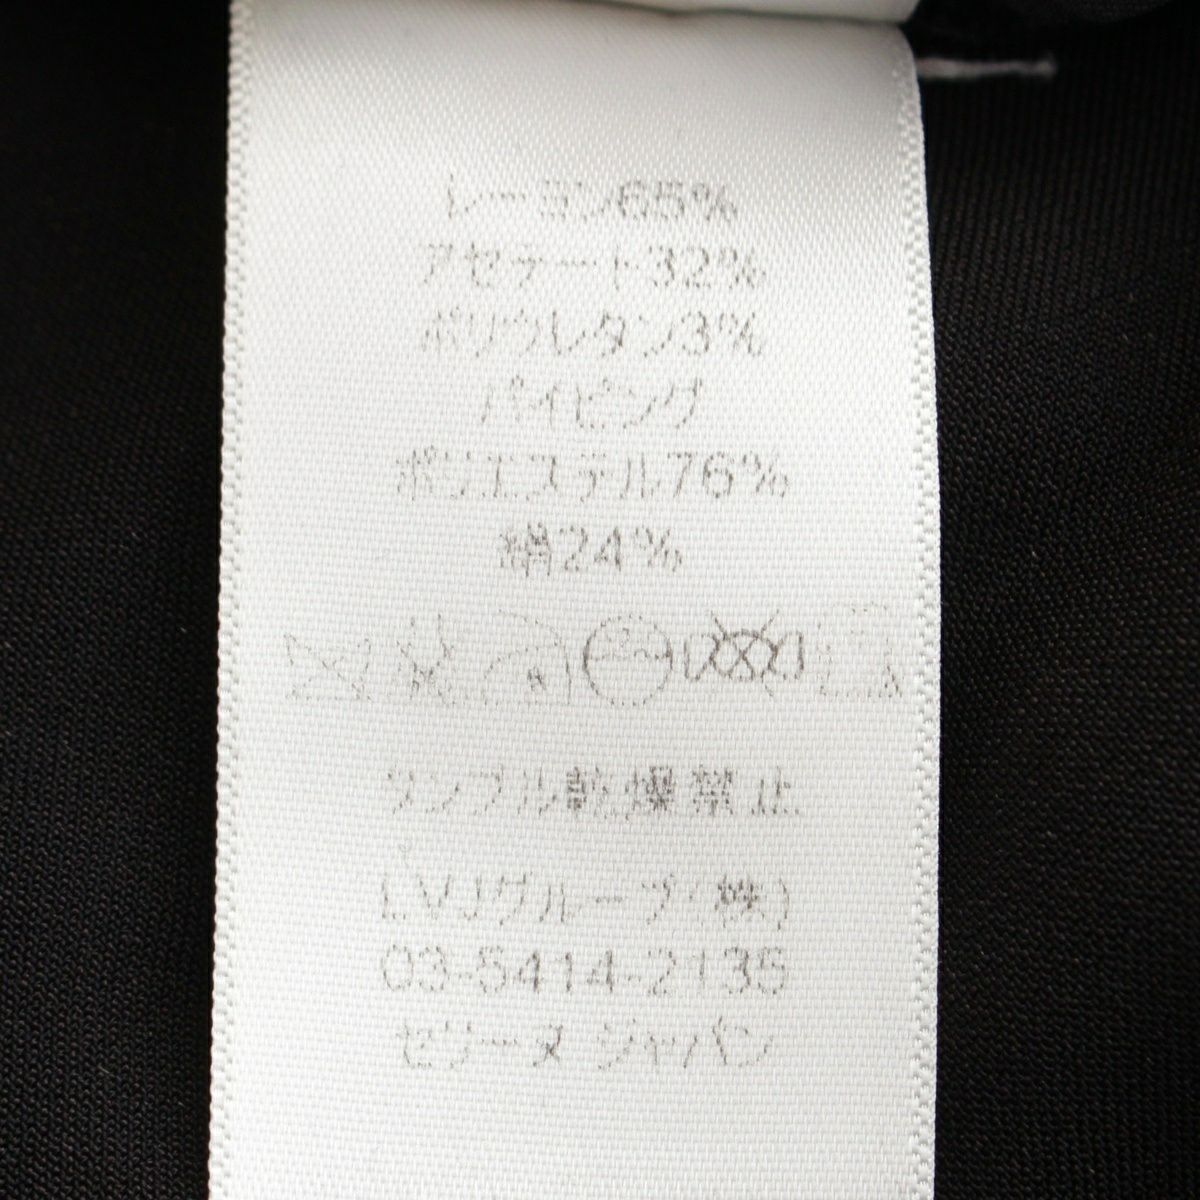 レーヨン65%
アセテート32%
ポリウレタン3%
パイピング
ポリエステル76%
絹24%
タンブル乾燥禁止
LVJグループ(株)
03-5414-2135
セリーヌ ジャパン